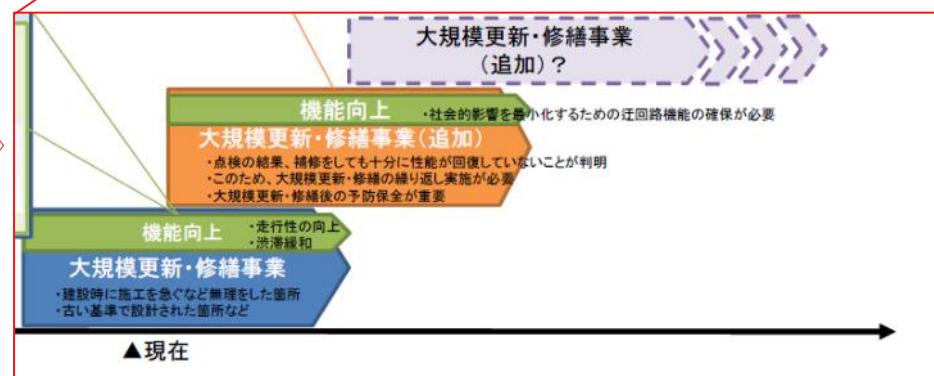 大規模更新・修繕事業
（追加）？
機能向上
・社会的影響を最小化するための迂回路機能の確保が必要
大規模更新・修繕事業（追加）
・点検の結果、補修をしても十分に性能が回復していないことが判明
・このため、大規模更新・修繕の繰り返し実施が必要
・大規模更新・修繕後の予防保全が重要
機能向上
・走行性の向上
・渋滞緩和
大規模更新・修繕事業
・建設時に施工を急ぐなど無理をした箇所
・古い基準で設計された箇所など
▲現在